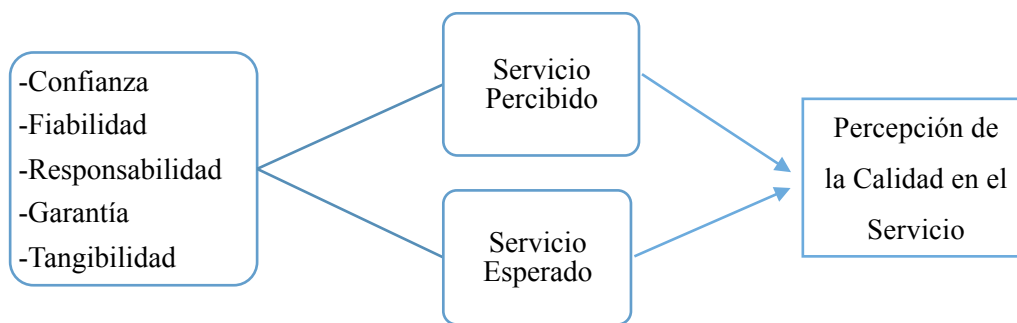 -Confianza
-Fiabilidad
-Responsabilidad
-Garantía
-Tangibilidad
Servicio
Percibido
Servicio
Esperado
Percepción de
la Calidad en el
Servicio